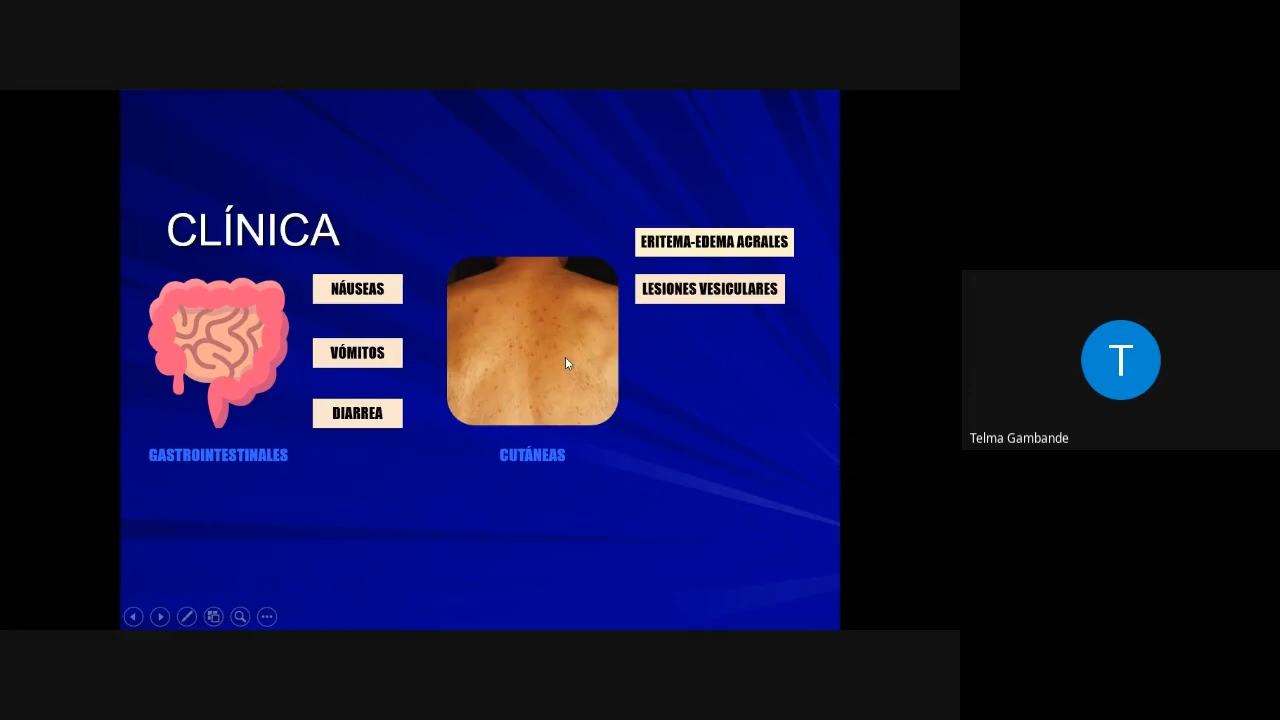 CLÍNICA
NÁUSEAS
VÓMITOS
DIARREA
GASTROINTESTINALES
ERITEMA-EDEMA ACRALES
LESIONES VESICULARES
CUTÁNEAS
T
Telma Gambande